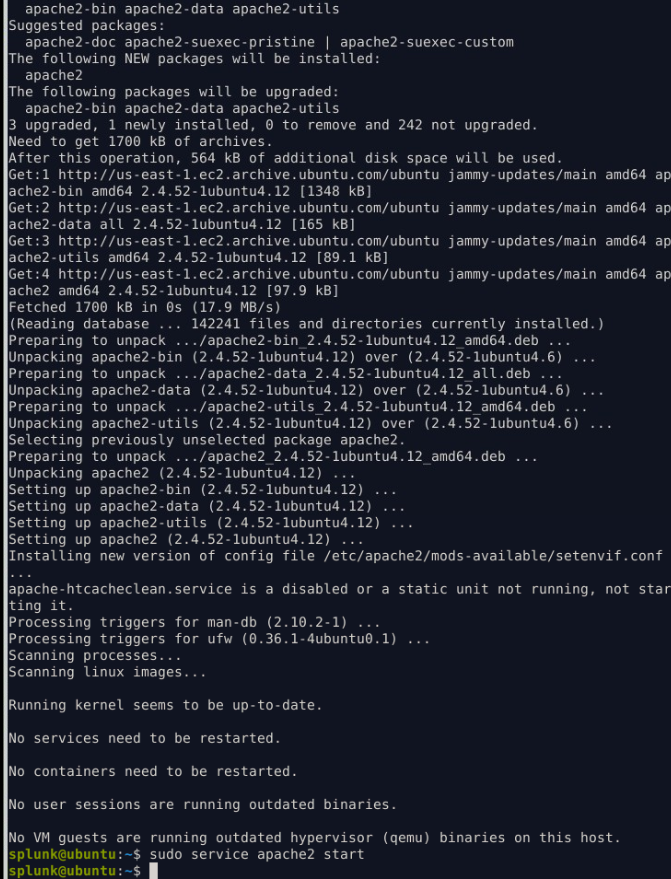 apache2-bin apache2-data apache2-utils
Suggested packages:
  apache2-doc apache2-suexec-pristine | apache2-suexec-custom
The following NEW packages will be installed:
  apache2
The following packages will be upgraded:
  apache2-bin apache2-data apache2-utils
3 upgraded, 1 newly installed, 0 to remove and 242 not upgraded.
Need to get 1700 kB of archives.
After this operation, 564 kB of additional disk space will be used.
Get:1 http://us-east-1.ec2.archive.ubuntu.com/ubuntu jammy-updates/main amd64 ap
ache2-bin amd64 2.4.52-1ubuntu4.12 [1348 kB]
Get:2 http://us-east-1.ec2.archive.ubuntu.com/ubuntu jammy-updates/main amd64 ap
ache2-data all 2.4.52-1ubuntu4.12 [165 kB]
Get:3 http://us-east-1.ec2.archive.ubuntu.com/ubuntu jammy-updates/main amd64 ap
ache2-utils amd64 2.4.52-1ubuntu4.12 [89.1 kB]
Get:4 http://us-east-1.ec2.archive.ubuntu.com/ubuntu jammy-updates/main amd64 ap
ache2 amd64 2.4.52-1ubuntu4.12 [97.9 kB]
Fetched 1700 kB in 0s (17.9 MB/s)
(Reading database ... 142241 files and directories currently installed.)
Preparing to unpack .../apache2-bin_2.4.52-1ubuntu4.12_amd64.deb ...
Unpacking apache2-bin (2.4.52-1ubuntu4.12) over (2.4.52-1ubuntu4.6) ...
Preparing to unpack .../apache2-data_2.4.52-1ubuntu4.12_all.deb ...
Unpacking apache2-data (2.4.52-1ubuntu4.12) over (2.4.52-1ubuntu4.6) ...
Preparing to unpack .../apache2-utils_2.4.52-1ubuntu4.12_amd64.deb ...
Unpacking apache2-utils (2.4.52-1ubuntu4.12) over (2.4.52-1ubuntu4.6) ...
Selecting previously unselected package apache2.
Preparing to unpack .../apache2_2.4.52-1ubuntu4.12_amd64.deb ...
Unpacking apache2 (2.4.52-1ubuntu4.12) ...
Setting up apache2-bin (2.4.52-1ubuntu4.12) ...
Setting up apache2-data (2.4.52-1ubuntu4.12) ...
Setting up apache2-utils (2.4.52-1ubuntu4.12) ...
Setting up apache2 (2.4.52-1ubuntu4.12) ...
Installing new version of config file /etc/apache2/mods-available/setenvif.conf
...
apache-htcacheclean.service is a disabled or a static unit not running, not star
ting it.
Processing triggers for man-db (2.10.2-1) ...
Processing triggers for ufw (0.36.1-4ubuntu0.1) ...
Scanning processes...
Scanning linux images...

Running kernel seems to be up-to-date.

No services need to be restarted.

No containers need to be restarted.

No user sessions are running outdated binaries.

No VM guests are running outdated hypervisor (qemu) binaries on this host.
splunk@ubuntu:~$ sudo service apache2 start
splunk@ubuntu:~$